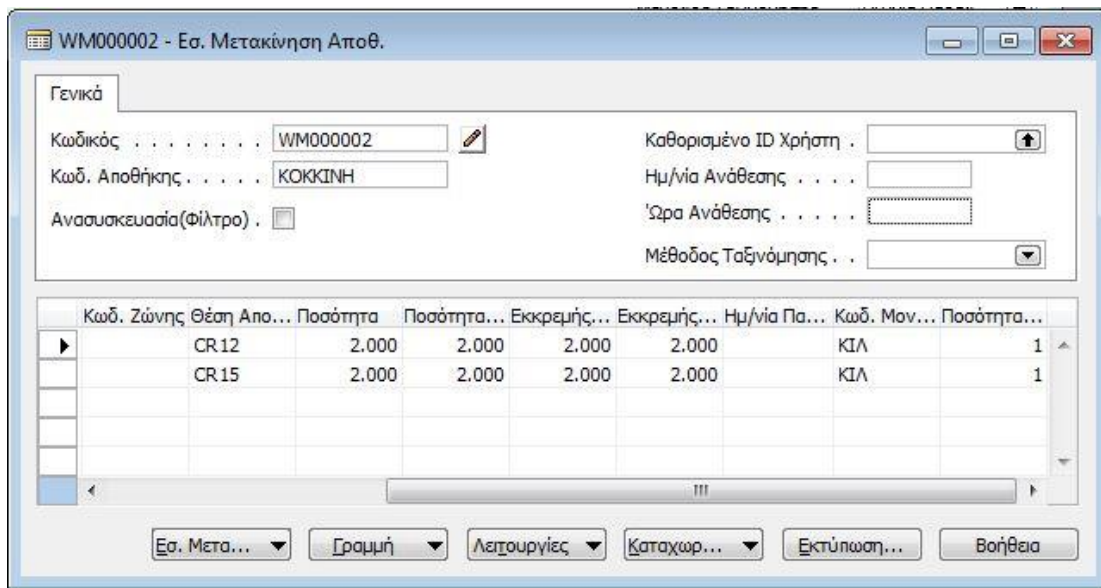 WM000002 - Εσ. Μετακίνηση Αποθ.
Γενικά
Κωδικός . . . . . . . . WM000002
Καθορισμένο ID Χρήστη .
Κωδ. Αποθήκης . . . . . ΚΟΚΚΙΝΗ
Ημ/νία Ανάθεσης . . . .
Ανασυσκευασία(Φίλτρο) .
Ώρα Ανάθεσης . . . . .
Μέθοδος Ταξινόμησης . .
Κωδ. Ζώνης Θέση Απο... Ποσότητα Ποσότητα... Εκκρεμής... Εκκρεμής... Ημ/νία Πα... Κωδ. Μον... Ποσότητα...
CR12 2.000 2.000 2.000 2.000 ΚΙΛ 1
CR15 2.000 2.000 2.000 2.000 ΚΙΛ 1
Εσ. Μετα... Γραμμή Λειτουργίες Καταχωρ... Εκτύπωση... Βοήθεια